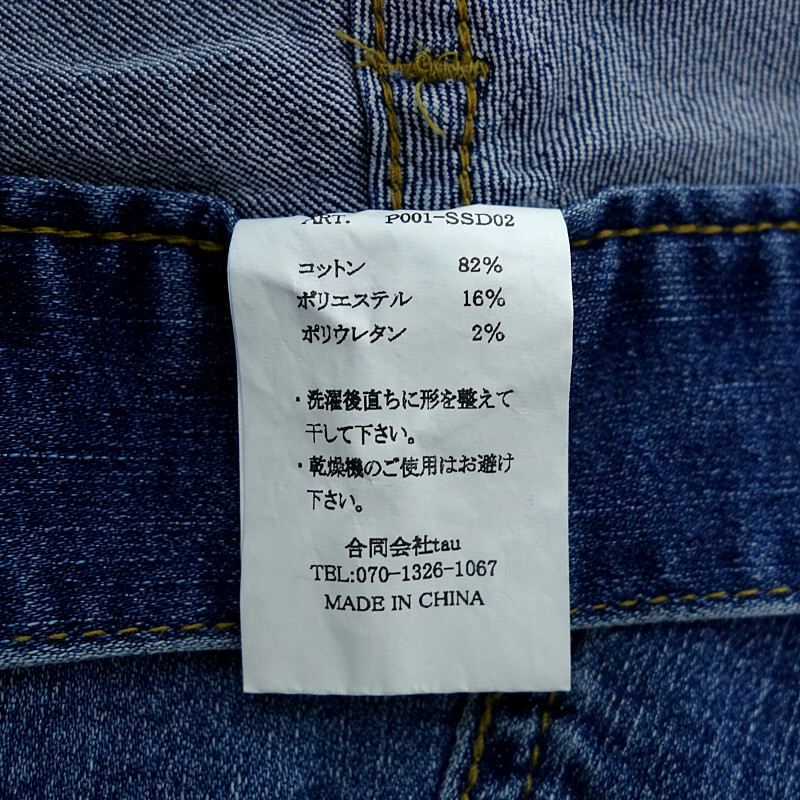 ART. P001-SSD02
コットン 82%
ポリエステル 16%
ポリウレタン 2%
・洗濯後直ちに形を整えて
干して下さい。
・乾燥機のご使用はお避け
下さい。
合同会社tau
TEL:070-1326-1067
MADE IN CHINA